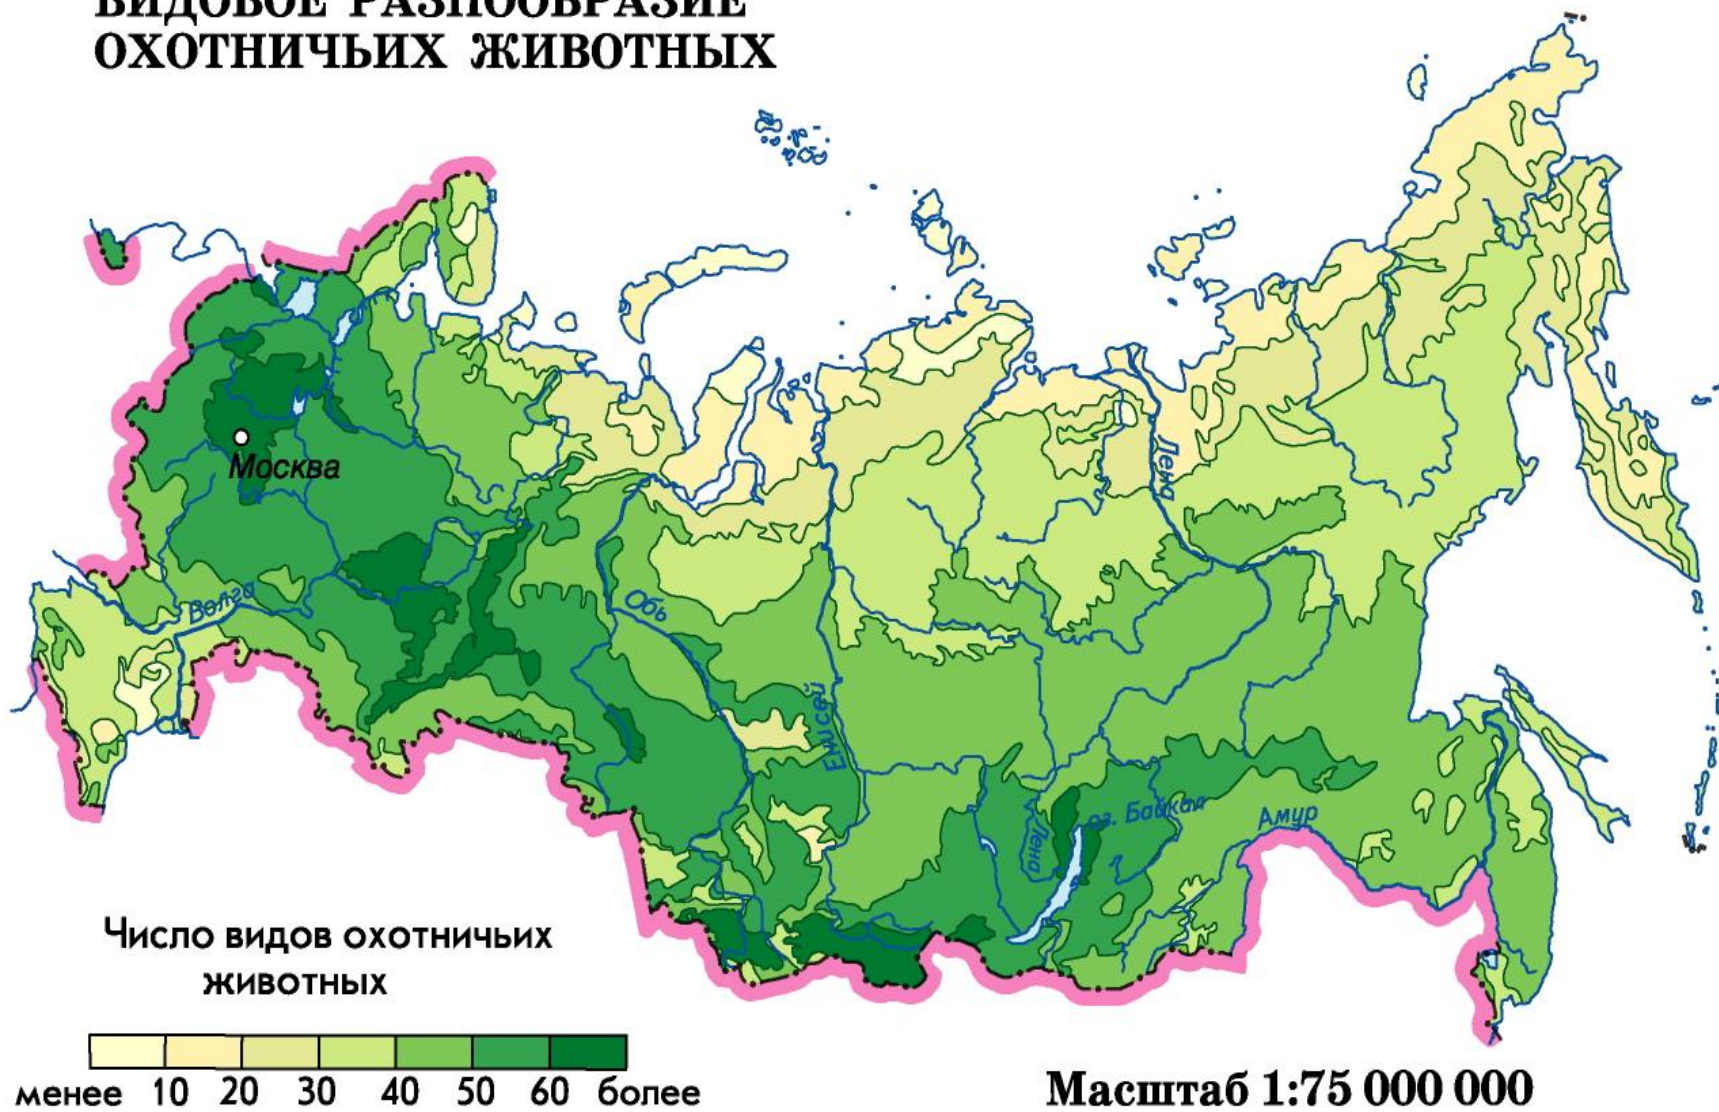 ВИДОВОЕ РАЗНООБРАЗИЕ
ОХОТНИЧЬИХ ЖИВОТНЫХ
Москва
Волга
Обь
Енисей
Лена
Лена
оз. Байкал
Амур
Число видов охотничьих
животных
менее 10 20 30 40 50 60 более
Масштаб 1:75 000 000